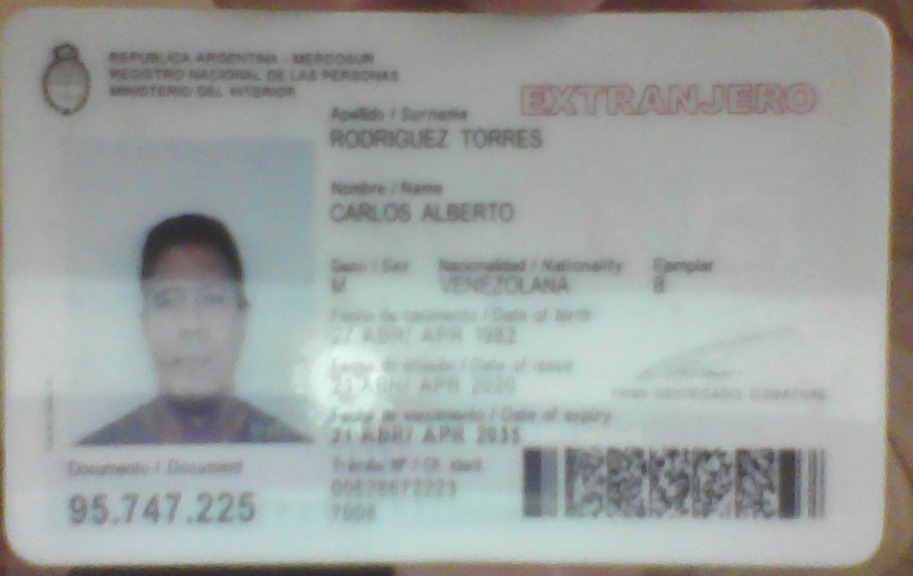 REPUBLICA ARGENTINA - MERCOSUR
REGISTRO NACIONAL DE LAS PERSONAS
MINISTERIO DEL INTERIOR
EXTRANJERO
Apellido / Surname
RODRIGUEZ TORRES
Nombre / Name
CARLOS ALBERTO
Sexo / Sex Nacionalidad / Nationality Ejemplar
M VENEZOLANA B
Fecha de nacimiento / Date of birth
27 ABR/ APR 1982
Fecha de emisión / Date of issue
ABR/ APR 2020
Fecha de vencimiento / Date of expiry
21 ABR/ APR 2035
FIRMA IDENTIFICADO/ SIGNATURE
Documento / Document
95.747.225
Trámite Nº / Of. ident.